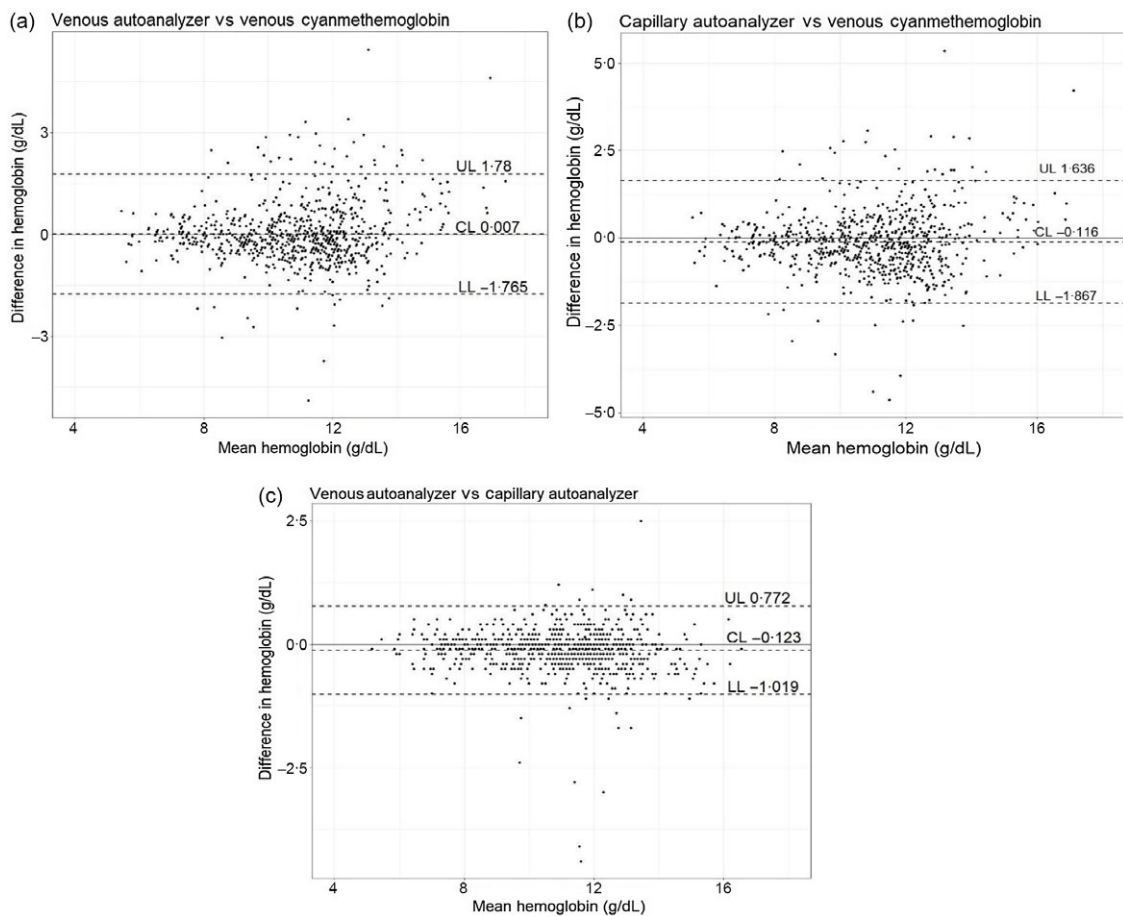 (a) Venous autoanalyzer vs venous cyanmethemoglobin
Difference in hemoglobin (g/dL)
3
0
–3
UL 1·78
CL 0·007
LL –1·765
4 8 12 16
Mean hemoglobin (g/dL)
(b) Capillary autoanalyzer vs venous cyanmethemoglobin
Difference in hemoglobin (g/dL)
5·0
2·5
0·0
–2·5
–5·0
UL 1·636
CL –0·116
LL –1·867
4 8 12 16
Mean hemoglobin (g/dL)
(c) Venous autoanalyzer vs capillary autoanalyzer
Difference in hemoglobin (g/dL)
2·5
0·0
–2·5
UL 0·772
CL –0·123
LL –1·019
4 8 12 16
Mean hemoglobin (g/dL)